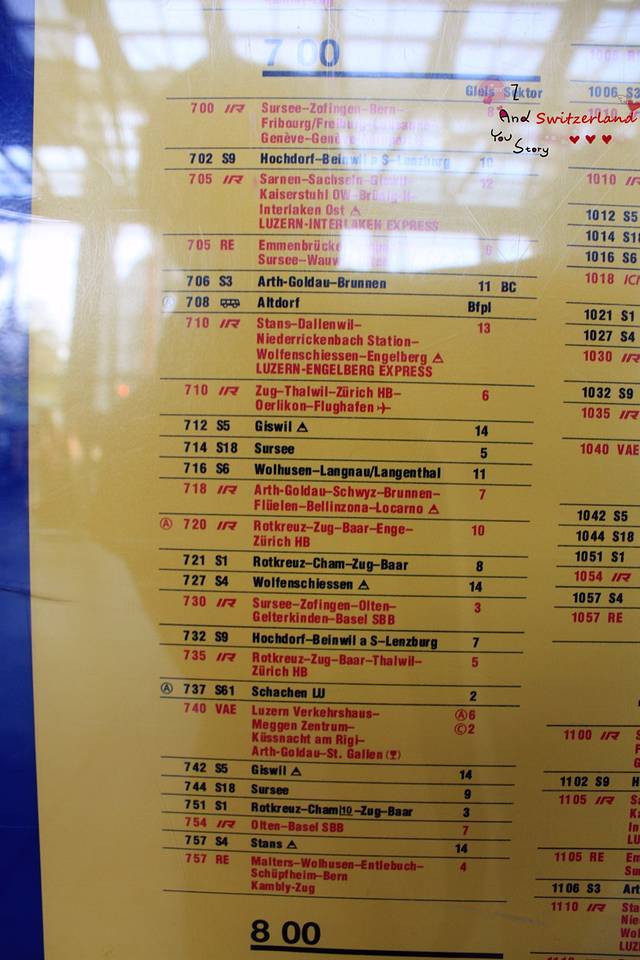 7 00
Gleis Sektor
Z
And Switzerland
You Story
700 IR Sursee–Zofingen–Bern–
Fribourg/Freiburg–Lausanne–
Genève–
702 S9 Hochdorf–Beinwil a S–Lenzburg 10
705 IR Sarnen–Sachseln–
Kaiserstuhl OW–
Interlaken Ost
LUZERN-INTERLAKEN EXPRESS
12
705 RE Emmenbrücke
Sursee–
706 S3 Arth-Goldau–Brunnen 11 BC
708 Altdorf Bfpl
710 IR Stans–Dallenwil– 13
Niederrickenbach Station–
Wolfenschiessen–Engelberg
LUZERN-ENGELBERG EXPRESS
710 IR Zug–Thalwil–Zürich HB– 6
Oerlikon–Flughafen
712 S5 Giswil 14
714 S18 Sursee 5
716 S6 Wolhusen–Langnau/Langenthal 11
718 IR Arth-Goldau–Schwyz–Brunnen– 7
Flüelen–Bellinzona–Locarno
Ⓐ 720 IR Rotkreuz–Zug–Baar–Enge– 10
Zürich HB
721 S1 Rotkreuz–Cham–Zug–Baar 8
727 S4 Wolfenschiessen 14
730 IR Sursee–Zofingen–Olten– 3
Gelterkinden–Basel SBB
732 S9 Hochdorf–Beinwil a S–Lenzburg 7
735 IR Rotkreuz–Zug–Baar–Thalwil– 5
Zürich HB
Ⓐ 737 S61 Schachen LU 2
740 VAE Luzern Verkehrshaus– Ⓐ6
Meggen Zentrum– Ⓒ2
Küssnacht am Rigi–
Arth-Goldau–St. Gallen
742 S5 Giswil 14
744 S18 Sursee 9
751 S1 Rotkreuz–Cham|10–Zug–Baar 3
754 IR Olten–Basel SBB 7
757 S4 Stans 14
757 RE Malters–Wolhusen–Entlebuch– 4
Schüpfheim–Bern
Kambly-Zug
8 00
1006 S3
1010
1010 IR
1012 S5
1014 S18
1016 S6
1018
1021 S1
1027 S4
1030 IR
1032 S9
1035 IR
1040 VAE
1042 S5
1044 S18
1051 S1
1054 IR
1057 S4
1057 RE
1100 IR
1102 S9
1105 IR
1105 RE
1106 S3
1110 IR